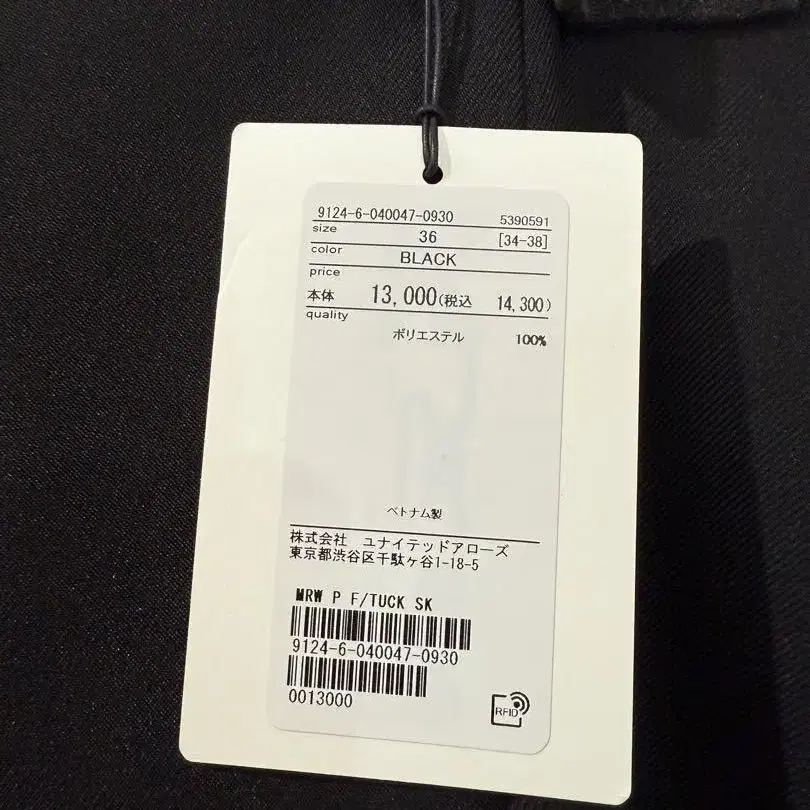 9124-6-040047-0930 5390591
size 36 [34-38]
color BLACK
price
本体 13,000(税込 14,300)
quality
ポリエステル 100%
ベトナム製
株式会社 ユナイテッドアローズ
東京都渋谷区千駄ヶ谷1-18-5
MRW P F/TUCK SK
9124-6-040047-0930
0013000
RFID